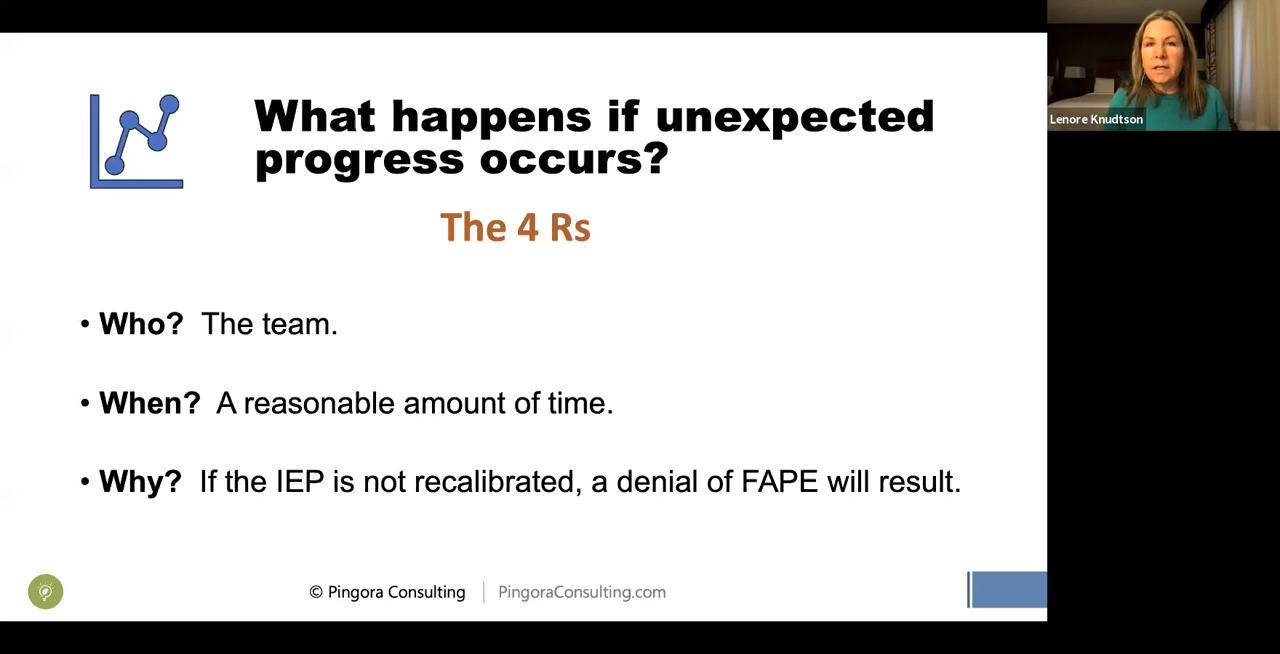 What happens if unexpected
progress occurs?
The 4 Rs
• Who? The team.
• When? A reasonable amount of time.
• Why? If the IEP is not recalibrated, a denial of FAPE will result.
© Pingora Consulting | PingoraConsulting.com
Lenore Knudtson